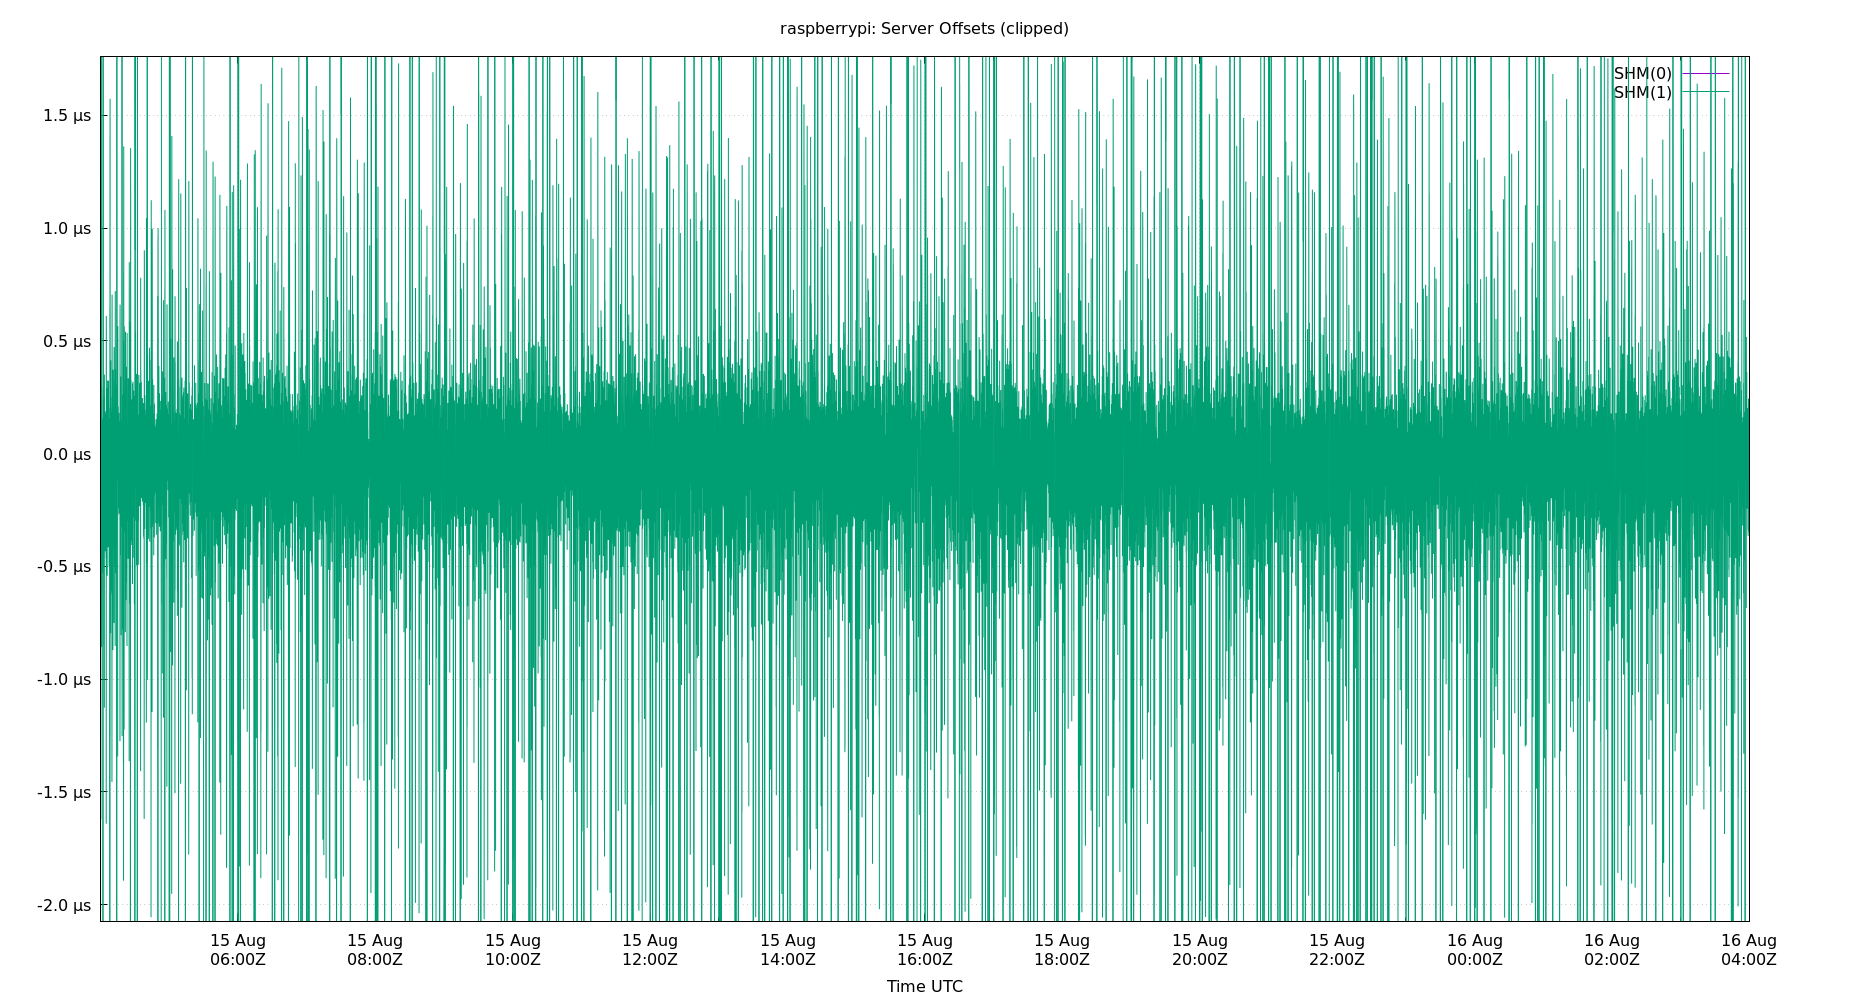 raspberrypi: Server Offsets (clipped)
SHM(0)
SHM(1)
1.5 µs
1.0 µs
0.5 µs
0.0 µs
-0.5 µs
-1.0 µs
-1.5 µs
-2.0 µs
15 Aug 15 Aug 15 Aug 15 Aug 15 Aug 15 Aug 15 Aug 15 Aug 15 Aug 16 Aug 16 Aug 16 Aug
06:00Z 08:00Z 10:00Z 12:00Z 14:00Z 16:00Z 18:00Z 20:00Z 22:00Z 00:00Z 02:00Z 04:00Z
Time UTC